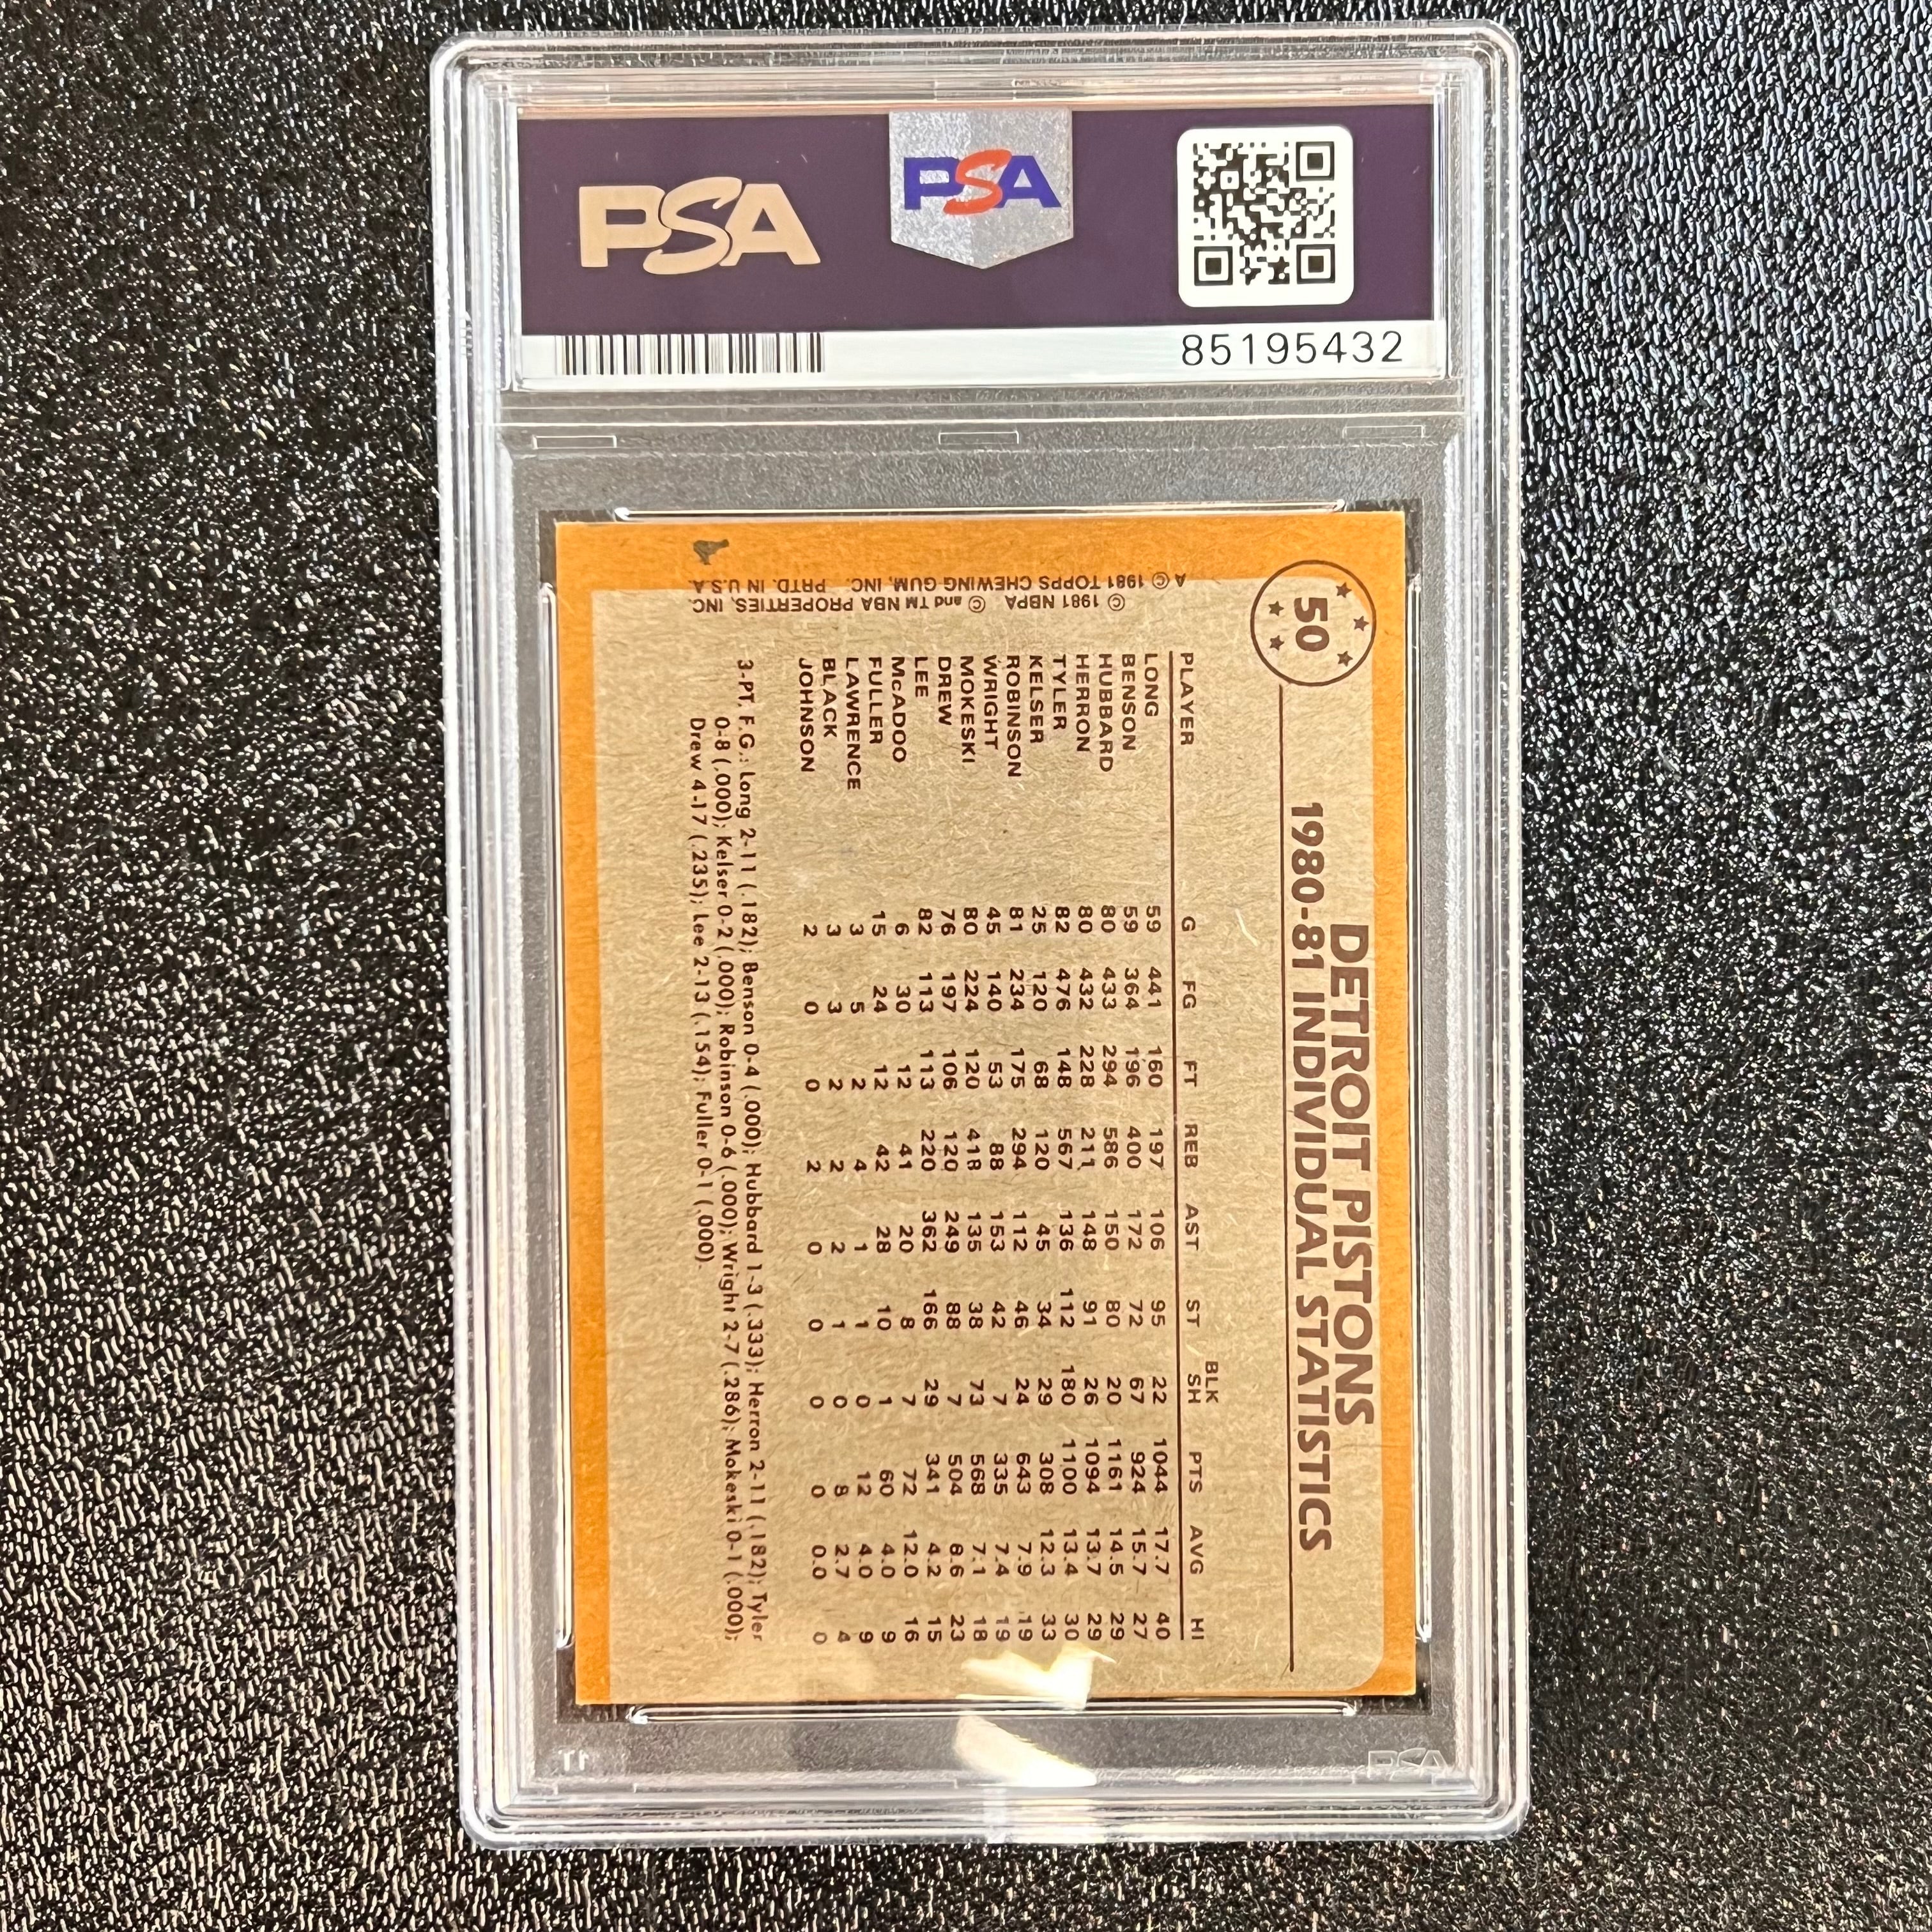 PSA
PSA
85195432
50
DETROIT PISTONS
1980-81 INDIVIDUAL STATISTICS
BLK
PLAYER G FG FT REB AST ST SH PTS AVG HI
LONG 59 441 160 197 106 95 22 1044 17.7 40
BENSON 59 364 196 400 172 72 67 924 15.7 27
HUBBARD 80 433 294 586 150 80 20 1161 14.5 29
HERRON 80 432 228 211 148 91 26 1094 13.7 29
TYLER 82 476 148 567 136 112 180 1100 13.4 30
KELSER 25 120 68 120 45 34 29 308 12.3 33
ROBINSON 81 234 175 294 112 46 24 643 7.9 19
WRIGHT 45 140 53 88 153 42 7 335 7.4 19
MOKESKI 80 224 120 418 135 38 73 568 7.1 18
DREW 76 197 106 120 249 88 7 504 6.6 23
LEE 82 113 113 220 362 166 29 341 4.2 15
McADOO 6 30 12 41 20 8 7 72 12.0 16
FULLER 15 24 12 42 28 10 1 60 4.0 9
LAWRENCE 3 5 2 4 1 1 0 12 4.0 9
BLACK 3 3 2 2 2 1 0 8 2.7 4
JOHNSON 2 0 0 2 0 0 0 0 0.0 0
3-PT. F.G.: Long 2-11 (.182); Benson 0-4 (.000); Hubbard 1-3 (.333); Herron 2-11 (.182); Tyler
0-8 (.000); Kelser 0-2 (.000); Robinson 0-6 (.000); Wright 2-7 (.286); Mokeski 0-1 (.000);
Drew 4-17 (.235); Lee 2-13 (.154); Fuller 0-1 (.000).
© 1981 NBPA © and TM NBA PROPERTIES, INC.
A © 1981 TOPPS CHEWING GUM, INC. PRTD. IN U.S.A.
PSA